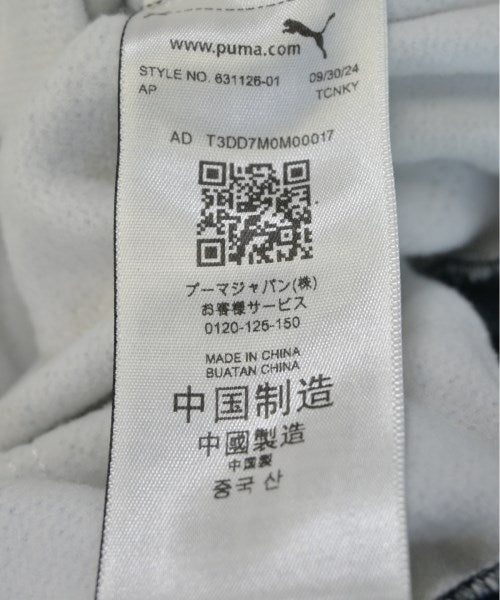 www.puma.com
STYLE NO. 631126-01 09/30/24
AP TCNKY
AD T3DD7M0M00017
プーマジャパン(株)
お客様サービス
0120-125-150
MADE IN CHINA
BUATAN CHINA
中国制造
中國製造
中国製
중국 산